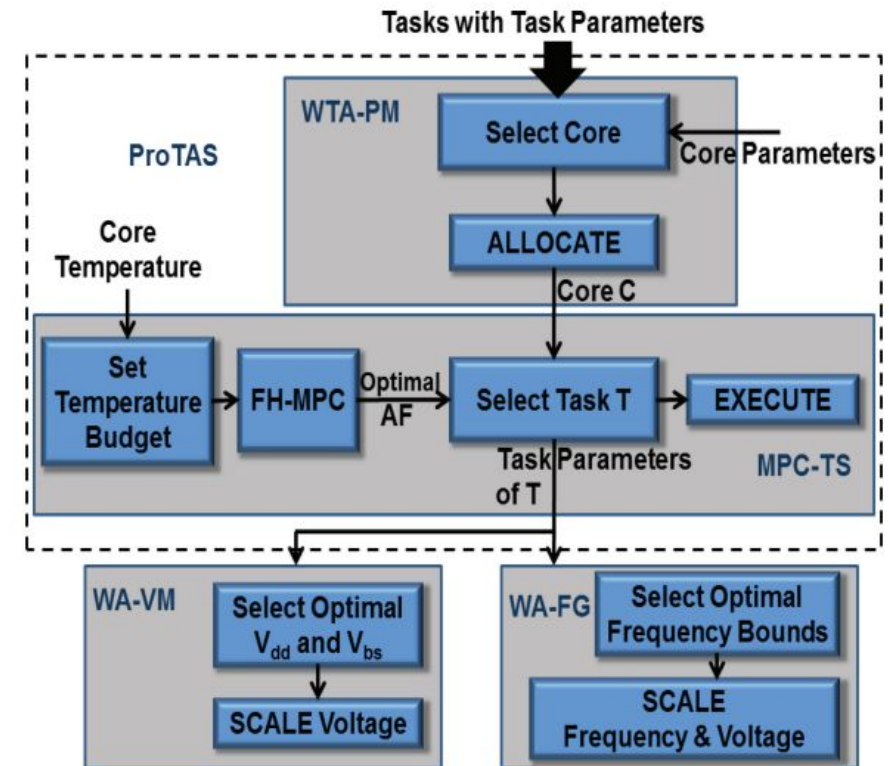 Tasks with Task Parameters
WTA-PM
Select Core
ProTAS
Core Parameters
ALLOCATE
Core
Temperature
Core C
Set
Temperature
Budget
FH-MPC
Optimal
AF
Select Task T
EXECUTE
Task Parameters
of T
MPC-TS
WA-VM
Select Optimal
Vdd and Vbs
SCALE Voltage
WA-FG
Select Optimal
Frequency Bounds
SCALE
Frequency & Voltage